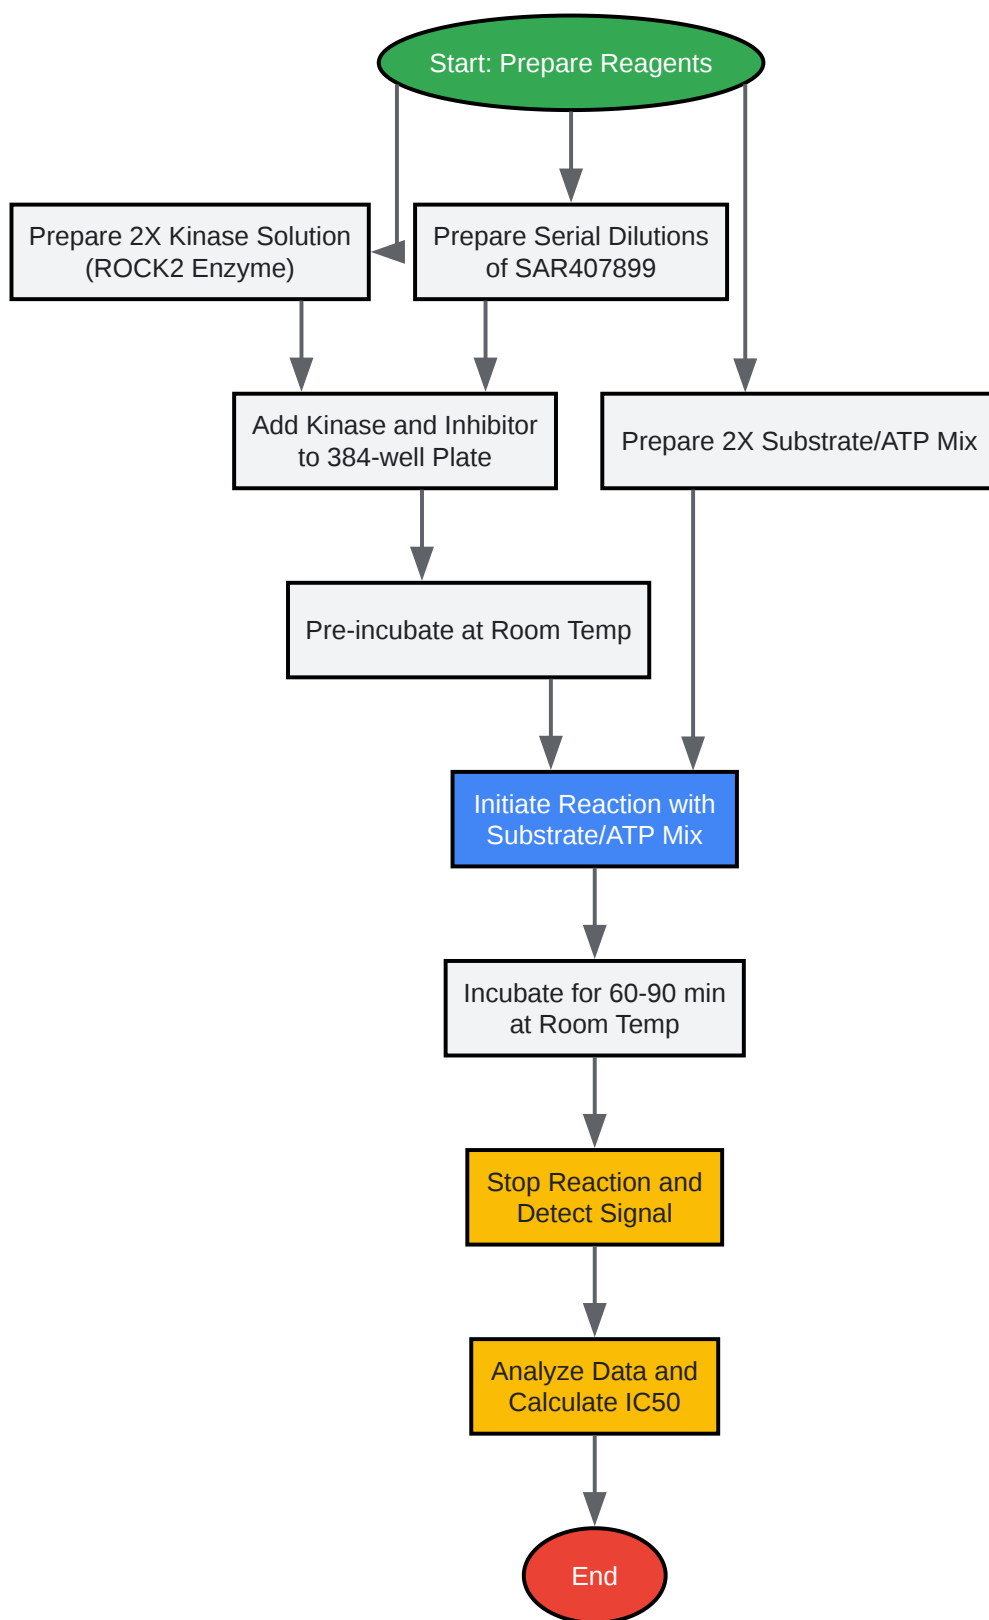 Start: Prepare Reagents
Prepare 2X Kinase Solution
(ROCK2 Enzyme)
Prepare Serial Dilutions
of SAR407899
Add Kinase and Inhibitor
to 384-well Plate
Prepare 2X Substrate/ATP Mix
Pre-incubate at Room Temp
Initiate Reaction with
Substrate/ATP Mix
Incubate for 60-90 min
at Room Temp
Stop Reaction and
Detect Signal
Analyze Data and
Calculate IC50
End